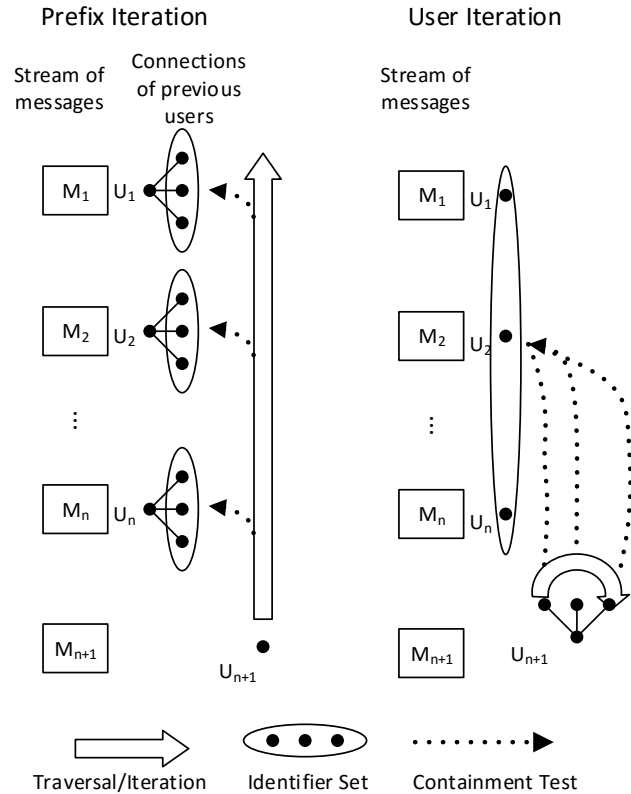 Prefix Iteration
User Iteration
Stream of
messages
Connections
of previous
users
Stream of
messages
M1 U1
M1 U1
M2 U2
M2 U2
...
...
Mn Un
Mn Un
Mn+1 Un+1
Mn+1 Un+1
Traversal/Iteration
Identifier Set
Containment Test